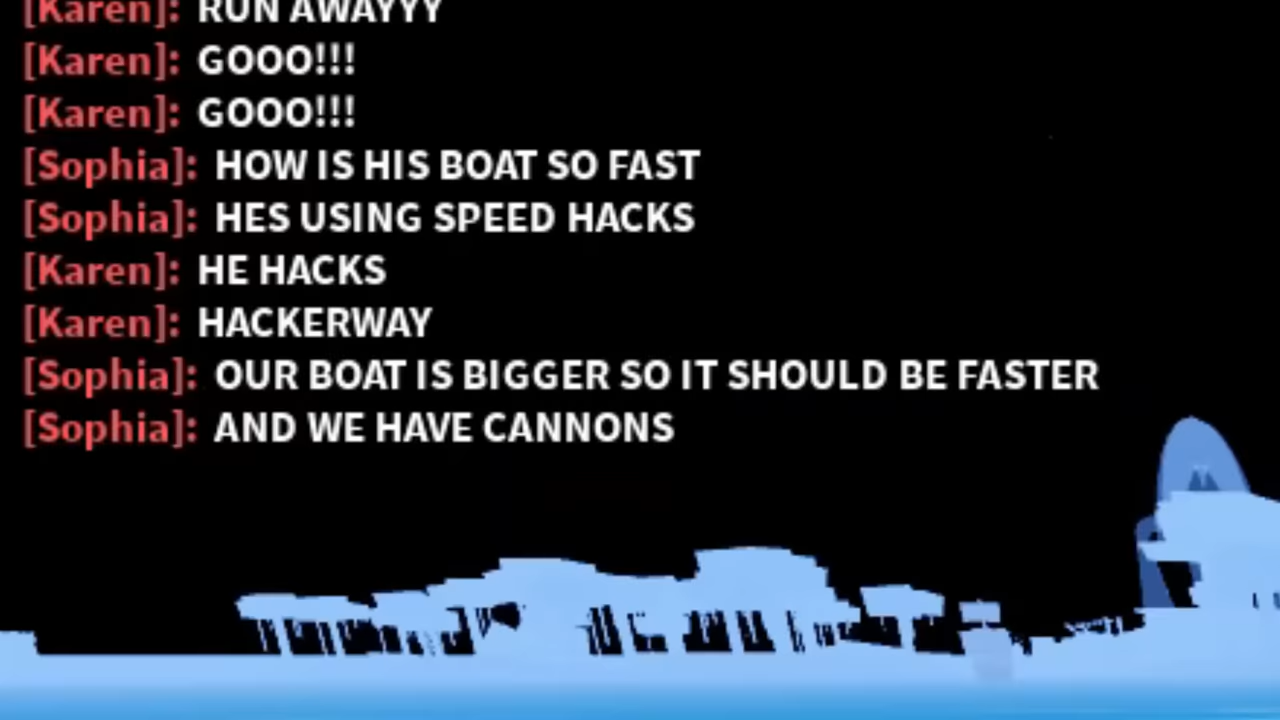 [Karen]: RUN AWAYYY
[Karen]: GOOO!!!
[Karen]: GOOO!!!
[Sophia]: HOW IS HIS BOAT SO FAST
[Sophia]: HES USING SPEED HACKS
[Karen]: HE HACKS
[Karen]: HACKERWAY
[Sophia]: OUR BOAT IS BIGGER SO IT SHOULD BE FASTER
[Sophia]: AND WE HAVE CANNONS